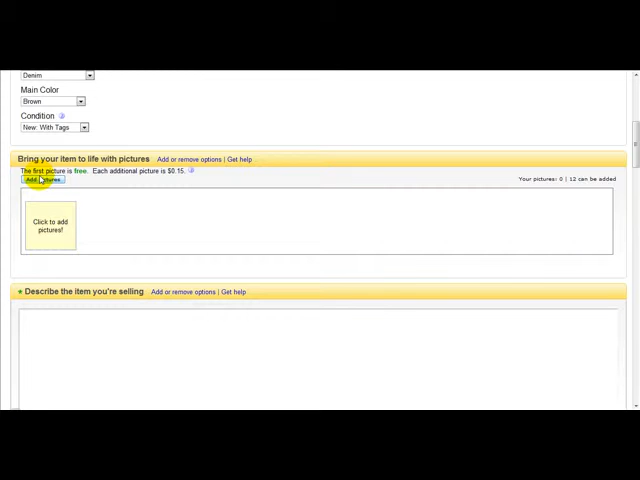 Denim
Main Color
Brown
Condition
New: With Tags
Bring your item to life with pictures Add or remove options | Get help
The first picture is free. Each additional picture is $0.15.
Add Pictures Your pictures: 0 | 12 can be added
Click to add
pictures!
* Describe the item you're selling Add or remove options | Get help